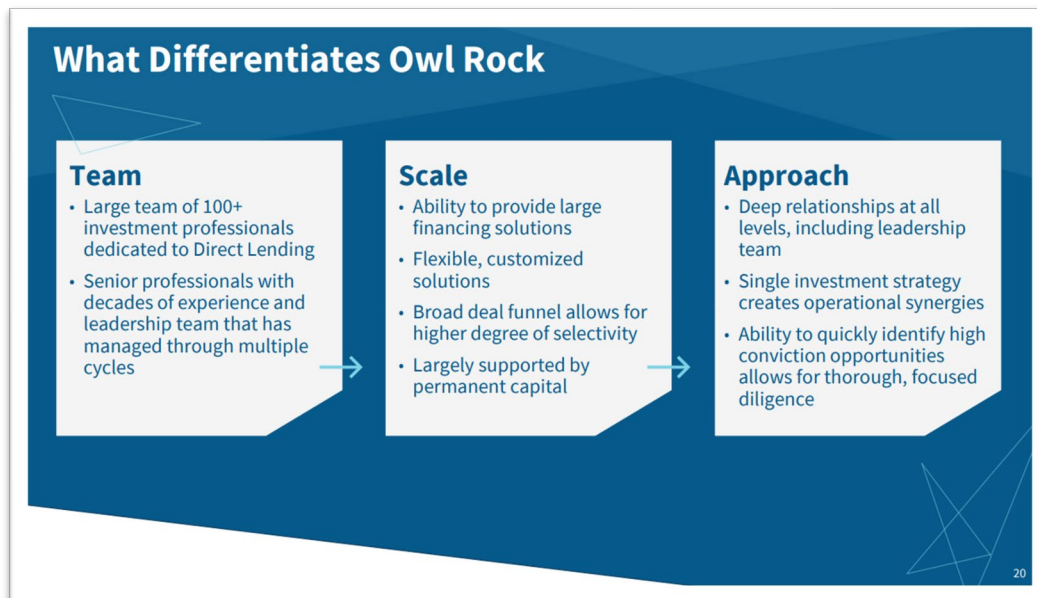 What Differentiates Owl Rock
Team
• Large team of 100+
investment professionals
dedicated to Direct Lending
• Senior professionals with
decades of experience and
leadership team that has
managed through multiple
cycles
Scale
• Ability to provide large
financing solutions
• Flexible, customized
solutions
• Broad deal funnel allows for
higher degree of selectivity
• Largely supported by
permanent capital
Approach
• Deep relationships at all
levels, including leadership
team
• Single investment strategy
creates operational synergies
• Ability to quickly identify high
conviction opportunities
allows for thorough, focused
diligence
20